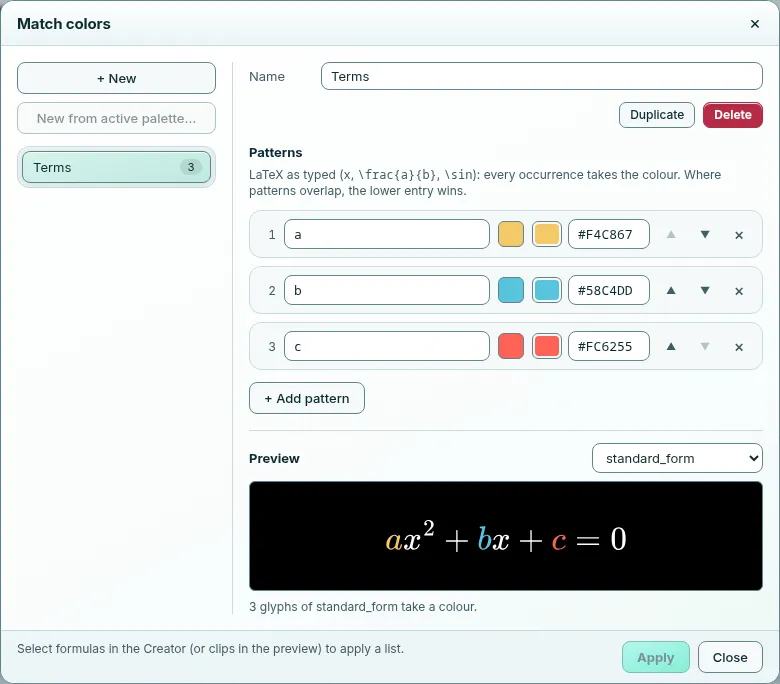 Match colors ×
+ New
New from active palette...
Terms 3
Name Terms
Duplicate Delete
Patterns
LaTeX as typed (x, \frac{a}{b}, \sin): every occurrence takes the colour. Where
patterns overlap, the lower entry wins.
1 a #F4C867 ▲ ▼ ×
2 b #58C4DD ▲ ▼ ×
3 c #FC6255 ▲ ▼ ×
+ Add pattern
Preview standard_form
ax² + bx + c = 0
3 glyphs of standard_form take a colour.
Select formulas in the Creator (or clips in the preview) to apply a list.
Apply Close